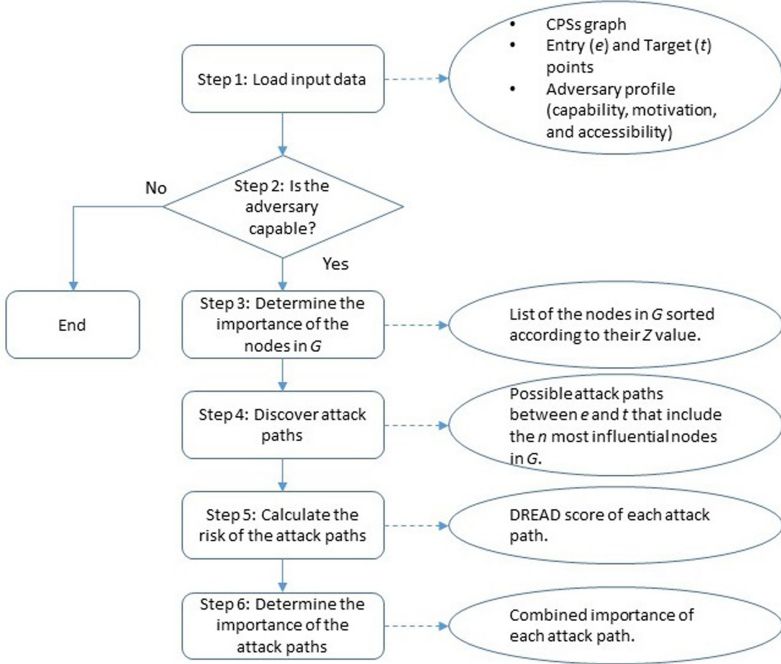 Step 1: Load input data
• CPSs graph
• Entry (e) and Target (t)
points
• Adversary profile
(capability, motivation,
and accessibility)
Step 2: Is the
adversary
capable?
No
Yes
End
Step 3: Determine the
importance of the
nodes in G
List of the nodes in G sorted
according to their Z value.
Step 4: Discover attack
paths
Possible attack paths
between e and t that include
the n most influential nodes
in G.
Step 5: Calculate the
risk of the attack paths
DREAD score of each attack
path.
Step 6: Determine the
importance of the
attack paths
Combined importance of
each attack path.